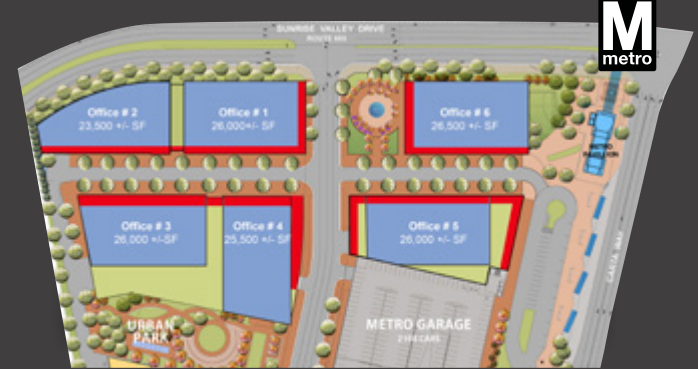 SUNRISE VALLEY DRIVE
M
metro
Office # 2
23,500 +/- SF
Office # 1
26,000+/- SF
Office # 6
26,500 +/- SF
METRO
Office # 3
26,000 +/-SF
Office # 4
25,500 +/-SF
Office # 5
26,000 +/-SF
URBAN
PARK
METRO GARAGE
CARS